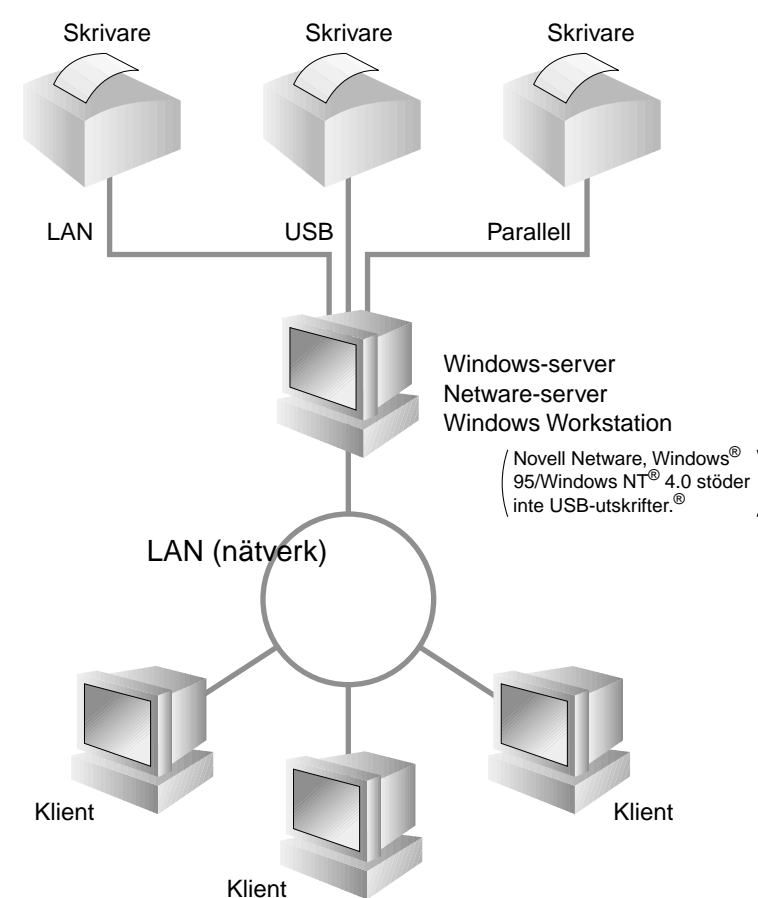 Skrivare
Skrivare
Skrivare
LAN
USB
Parallell
Windows-server
Netware-server
Windows Workstation
Novell Netware, Windows®
95/Windows NT® 4.0 stöder
inte USB-utskrifter.®
LAN (nätverk)
Klient
Klient
Klient